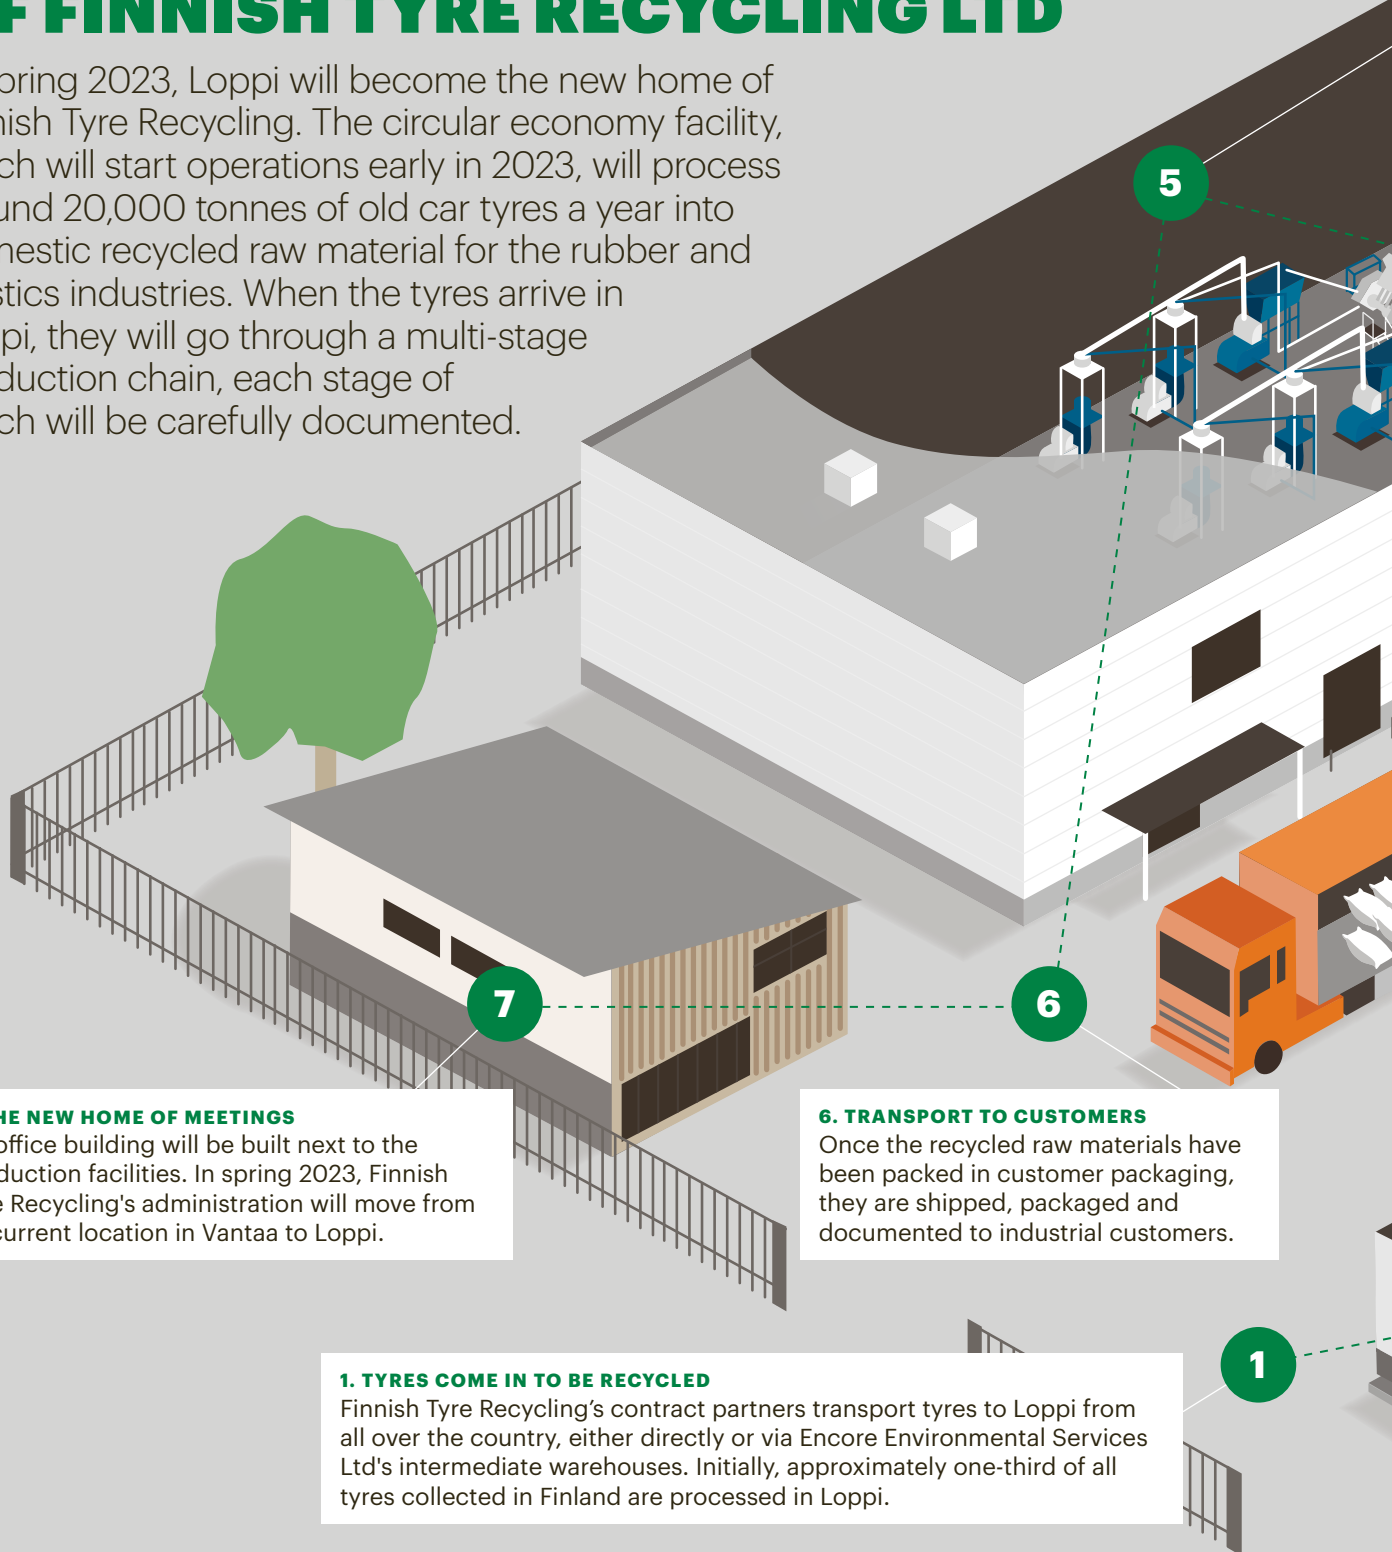 F FINNISH TYRE RECYCLING LTD
pring 2023, Loppi will become the new home of
nish Tyre Recycling. The circular economy facility,
ch will start operations early in 2023, will process
und 20,000 tonnes of old car tyres a year into
mestic recycled raw material for the rubber and
stics industries. When the tyres arrive in
pi, they will go through a multi-stage
duction chain, each stage of
ch will be carefully documented.
5
7
6
HE NEW HOME OF MEETINGS
office building will be built next to the
duction facilities. In spring 2023, Finnish
e Recycling's administration will move from
current location in Vantaa to Loppi.
6. TRANSPORT TO CUSTOMERS
Once the recycled raw materials have
been packed in customer packaging,
they are shipped, packaged and
documented to industrial customers.
1
1. TYRES COME IN TO BE RECYCLED
Finnish Tyre Recycling’s contract partners transport tyres to Loppi from
all over the country, either directly or via Encore Environmental Services
Ltd's intermediate warehouses. Initially, approximately one-third of all
tyres collected in Finland are processed in Loppi.